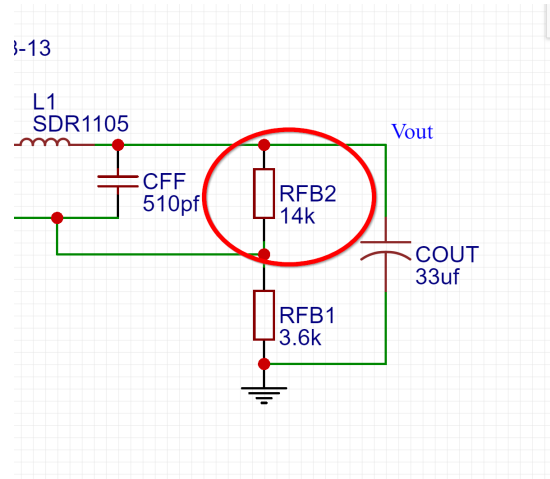 3-13
L1
SDR1105
Vout
CFF
510pf
RFB2
14k
COUT
33uf
RFB1
3.6k